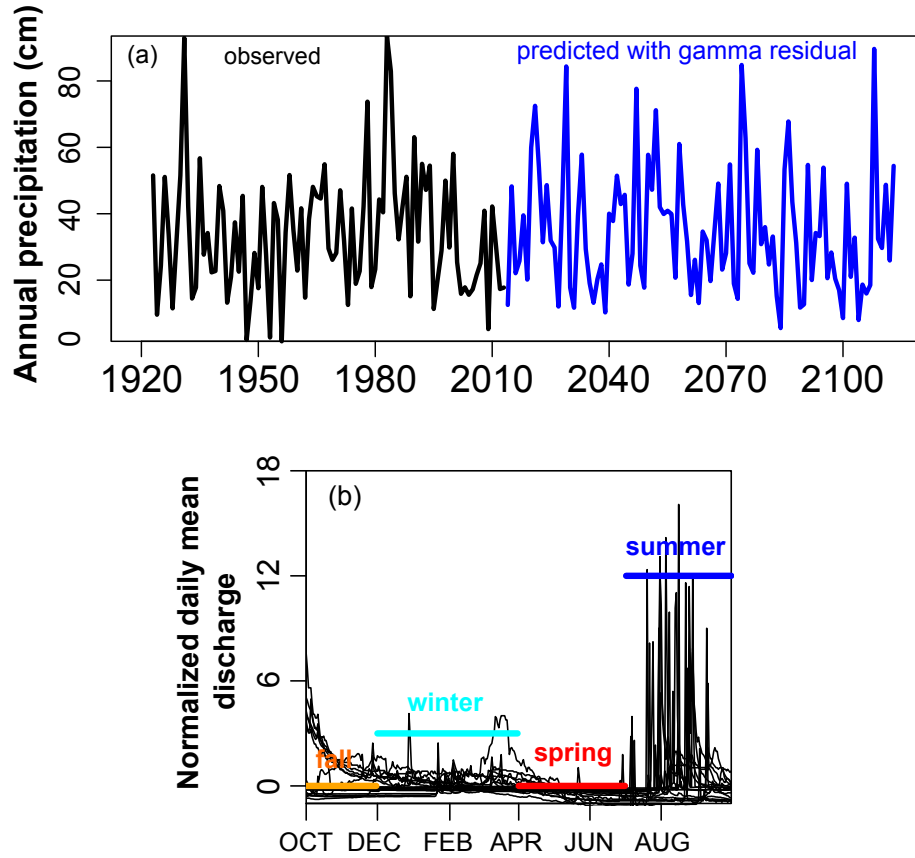 (a)
observed
predicted with gamma residual
Annual precipitation (cm)
80
60
40
20
0
1920 1950 1980 2010 2040 2070 2100
(b)
Normalized daily mean
discharge
18
12
6
0
summer
winter
spring
fall
OCT DEC FEB APR JUN AUG